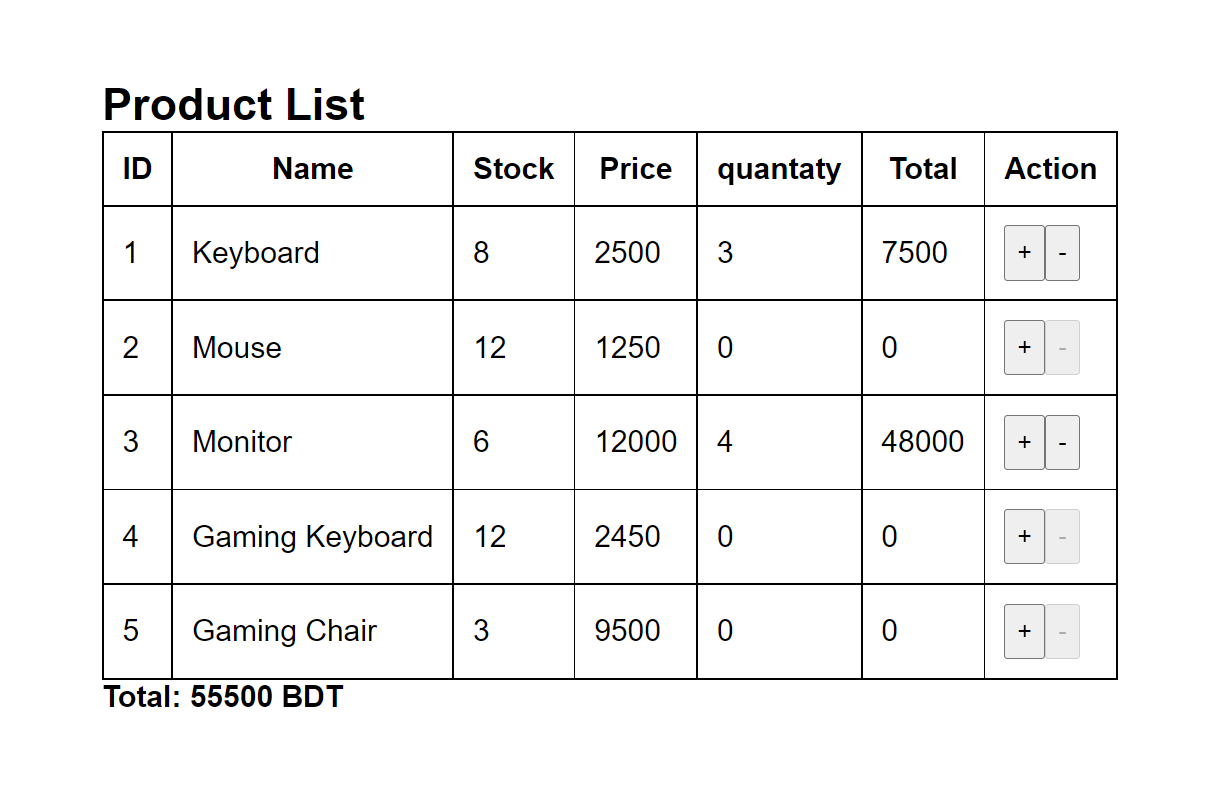 Product List
ID Name Stock Price quantaty Total Action
1 Keyboard 8 2500 3 7500 + -
2 Mouse 12 1250 0 0 + -
3 Monitor 6 12000 4 48000 + -
4 Gaming Keyboard 12 2450 0 0 + -
5 Gaming Chair 3 9500 0 0 + -
Total: 55500 BDT